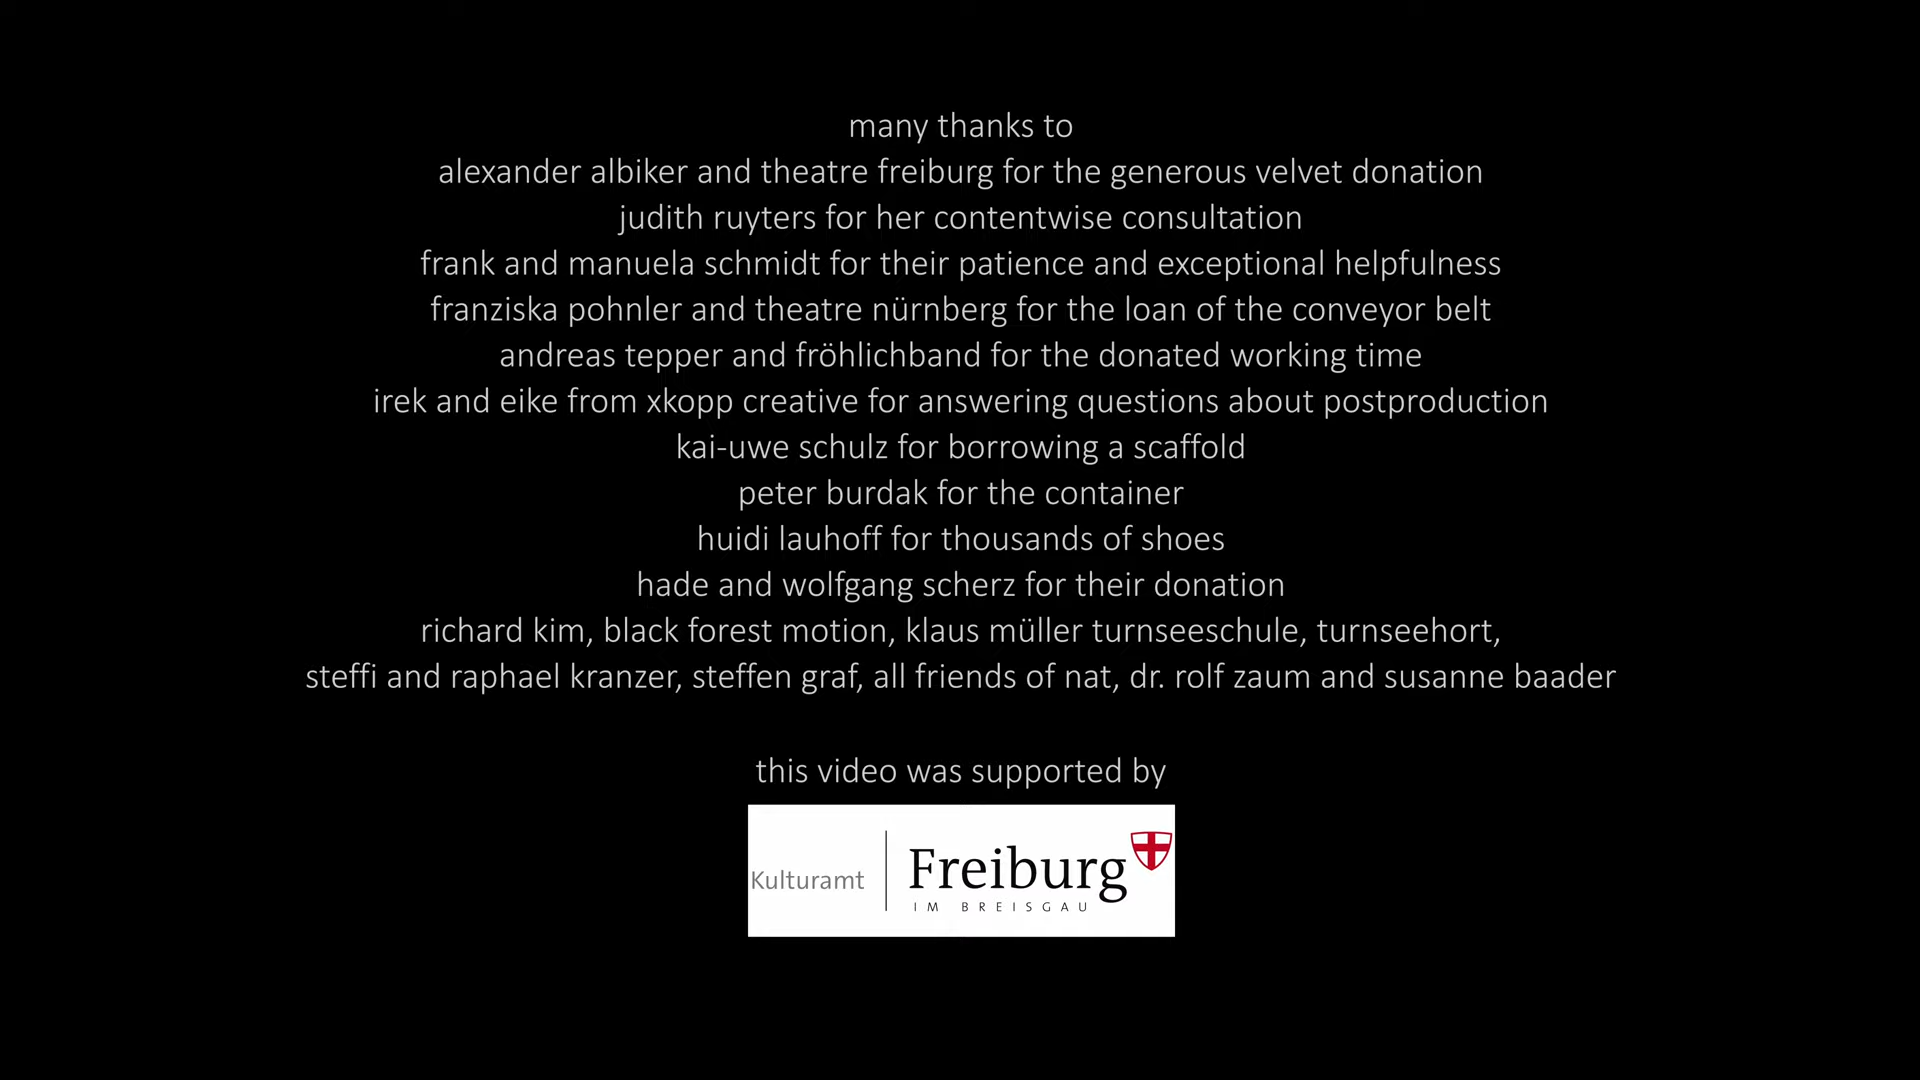 many thanks to
alexander albiker and theatre freiburg for the generous velvet donation
judith ruyters for her contentwise consultation
frank and manuela schmidt for their patience and exceptional helpfulness
franziska pohnler and theatre nürnberg for the loan of the conveyor belt
andreas tepper and fröhlichband for the donated working time
irek and eike from xkopp creative for answering questions about postproduction
kai-uwe schulz for borrowing a scaffold
peter burdak for the container
huidi lauhoff for thousands of shoes
hade and wolfgang scherz for their donation
richard kim, black forest motion, klaus müller turnseeschule, turnseehort,
steffi and raphael kranzer, steffen graf, all friends of nat, dr. rolf zaum and susanne baader
this video was supported by
Kulturamt
Freiburg
IM BREISGAU